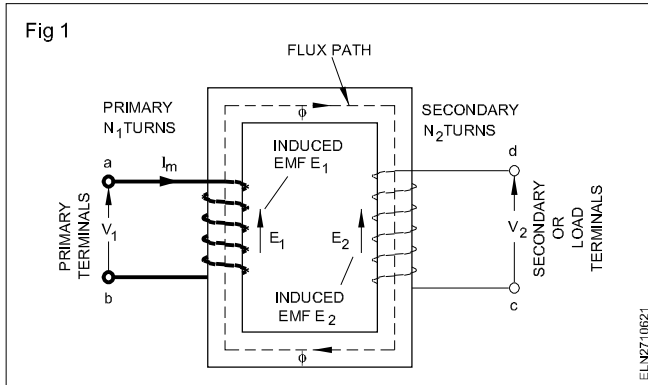 Fig 1
FLUX PATH
ϕ
PRIMARY
N1TURNS
SECONDARY
N2TURNS
INDUCED
EMF E1
a
Im
d
PRIMARY
TERMINALS
V1
E1
E2
V2
SECONDARY
OR
LOAD
TERMINALS
b
c
INDUCED
EMF E2
ϕ
ELN2710621